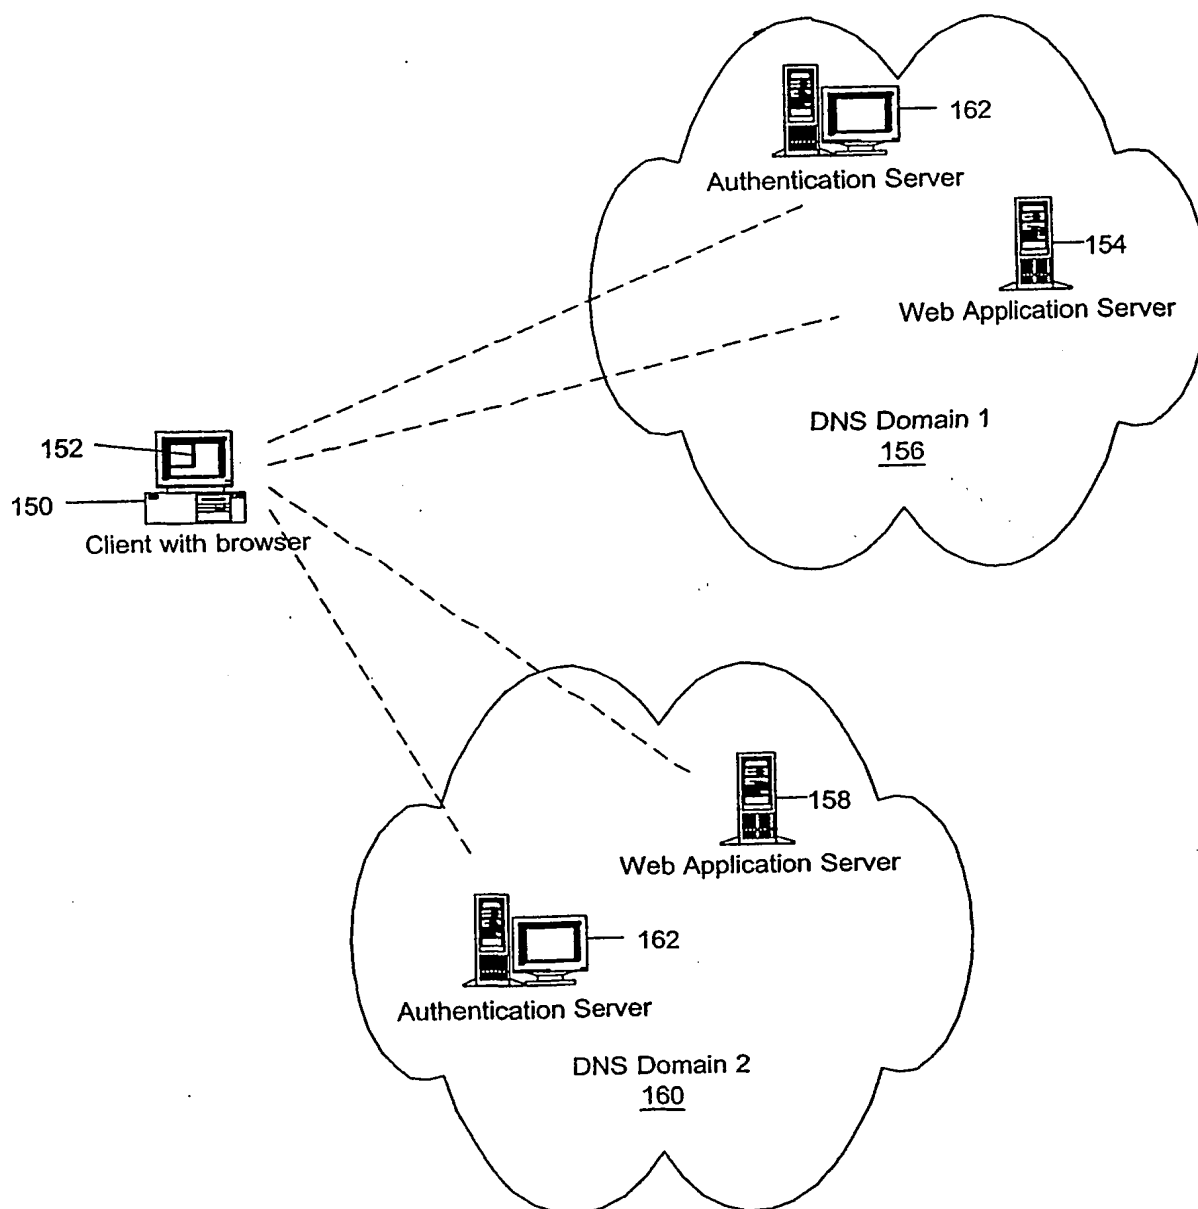 162
Authentication Server
154
Web Application Server
DNS Domain 1
156
152
150
Client with browser
158
Web Application Server
162
Authentication Server
DNS Domain 2
160